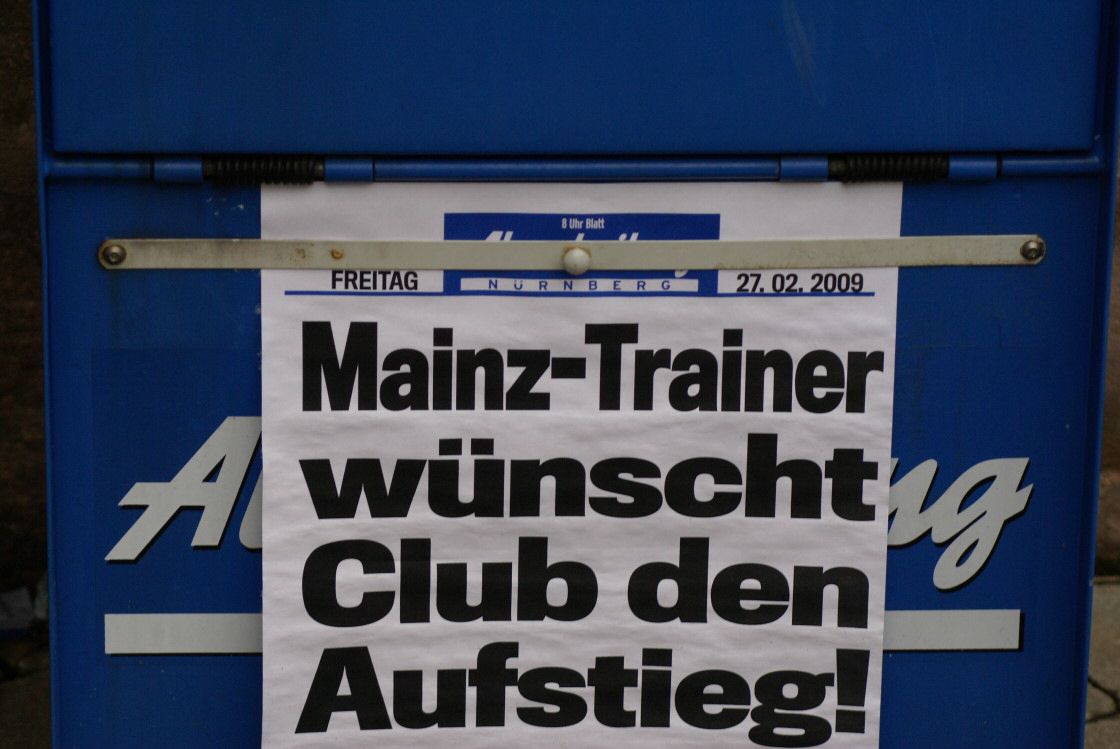 8 Uhr Blatt
FREITAG
NÜRNBERG
27. 02. 2009
Mainz-Trainer
wünscht
Club den
Aufstieg!